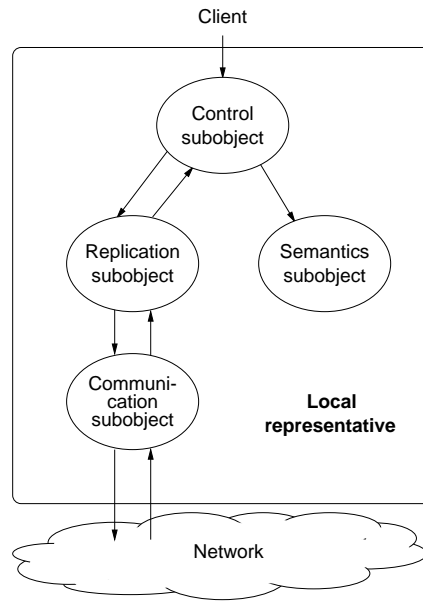 Client
Control
subobject
Replication
subobject
Semantics
subobject
Communi-
cation
subobject
Local
representative
Network